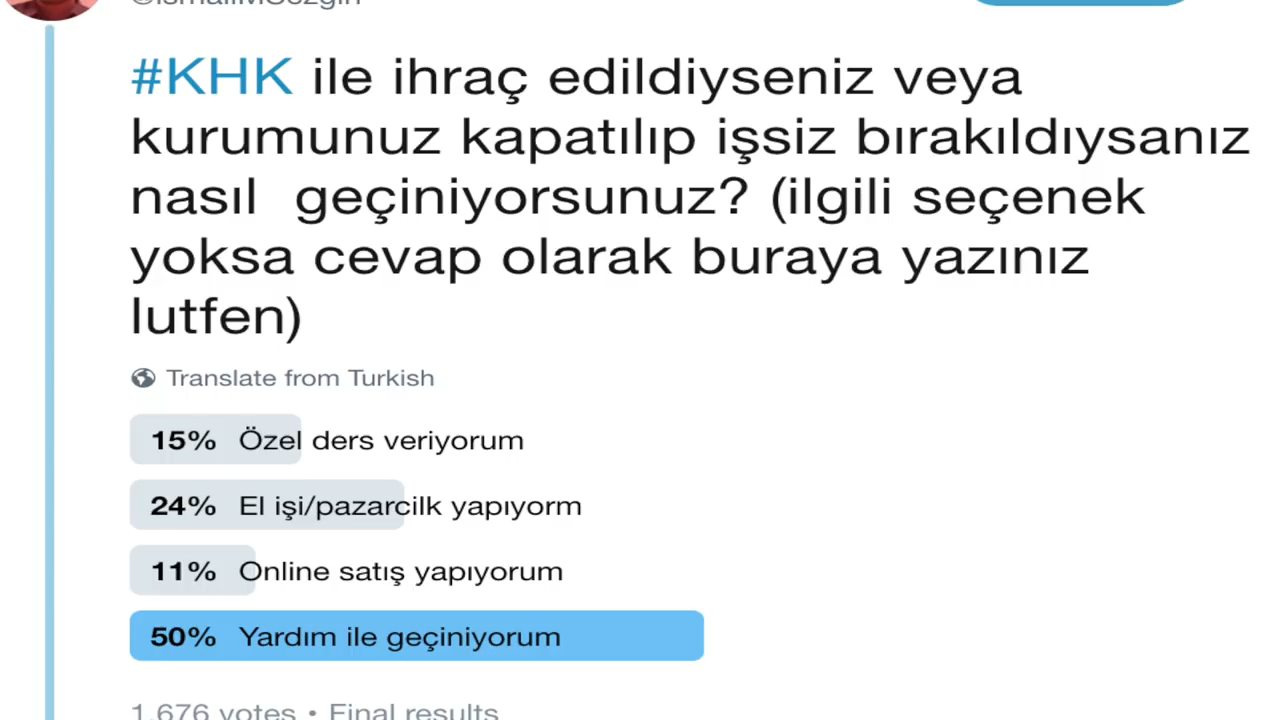 @ismailMSezgin
#KHK ile ihraç edildiyseniz veya
kurumunuz kapatılıp işsiz bırakıldıysanız
nasıl geçiniyorsunuz? (ilgili seçenek
yoksa cevap olarak buraya yazınız
lutfen)
Translate from Turkish
15% Özel ders veriyorum
24% El işi/pazarcilk yapıyorm
11% Online satış yapıyorum
50% Yardım ile geçiniyorum
1,676 votes • Final results